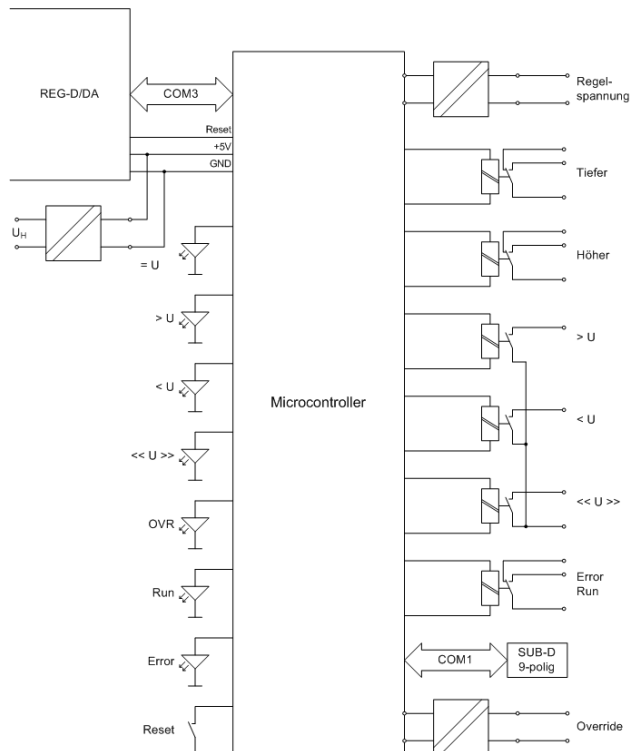 REG-D/DA
COM3
Reset
+5V
GND
UH
= U
> U
< U
<< U >>
OVR
Run
Error
Reset
Microcontroller
Regel-
spannung
Tiefer
Höher
> U
< U
<< U >>
Error
Run
COM1
SUB-D
9-polig
Override